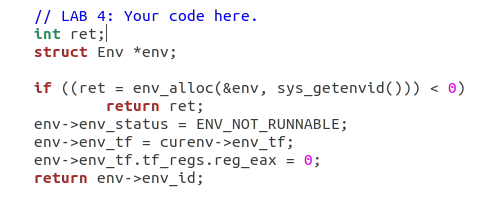 // LAB 4: Your code here.
int ret;
struct Env *env;
if ((ret = env_alloc(&env, sys_getenvid())) < 0)
return ret;
env->env_status = ENV_NOT_RUNNABLE;
env->env_tf = curenv->env_tf;
env->env_tf.tf_regs.reg_eax = 0;
return env->env_id;